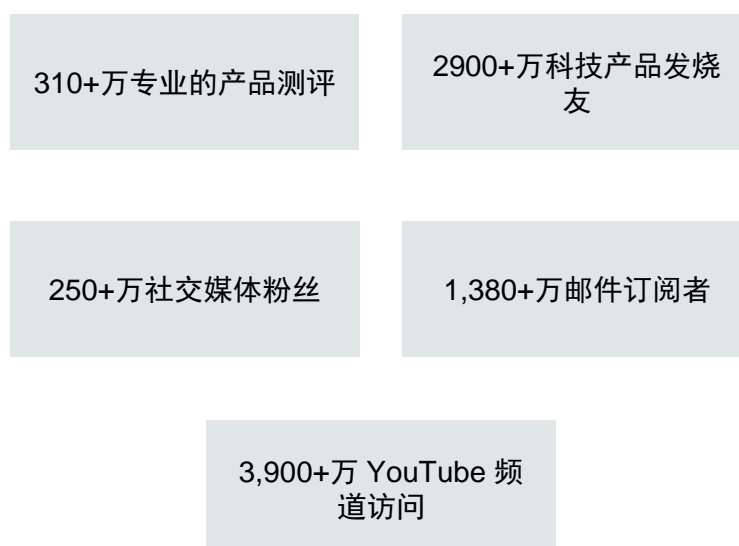 310+万专业的产品测评
2900+万科技产品发烧
友
250+万社交媒体粉丝
1,380+万邮件订阅者
3,900+万 YouTube 频
道访问